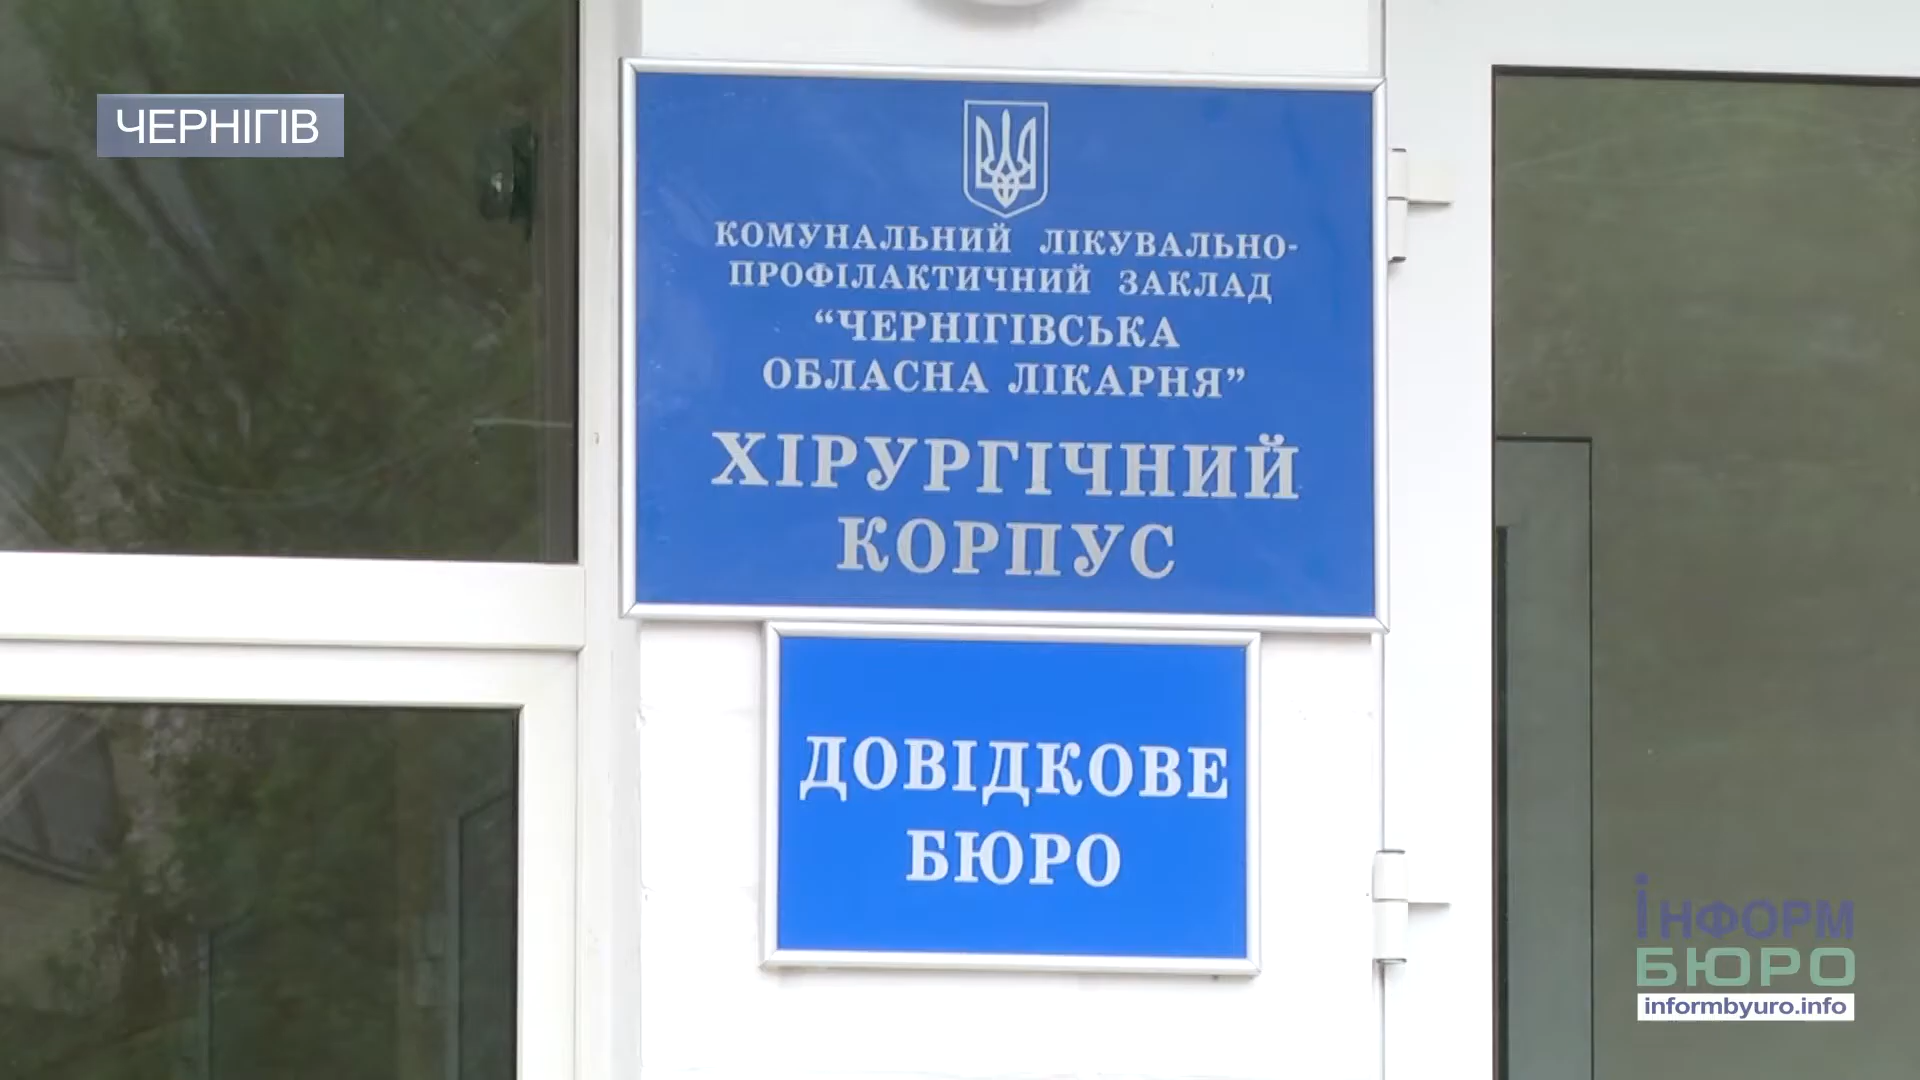 ЧЕРНІГІВ
КОМУНАЛЬНИЙ ЛІКУВАЛЬНО-
ПРОФІЛАКТИЧНИЙ ЗАКЛАД
“ЧЕРНІГІВСЬКА
ОБЛАСНА ЛІКАРНЯ”
ХІРУРГІЧНИЙ
КОРПУС
ДОВІДКОВЕ
БЮРО
ІНФОРМ
БЮРО
informbyuro.info